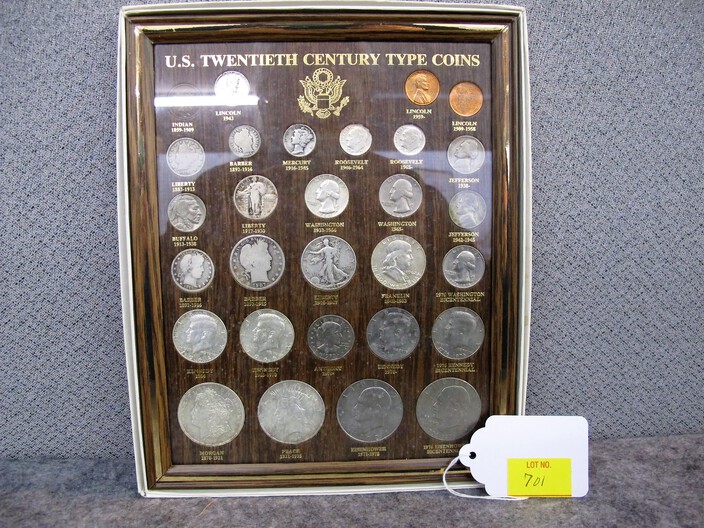 U.S. TWENTIETH CENTURY TYPE COINS
LINCOLN
1943
LINCOLN
1959-
INDIAN
1859-1909
LINCOLN
1909-1958
BARBER
1892-1916
MERCURY
1916-1945
ROOSEVELT
1946-1964
ROOSEVELT
1965-
LIBERTY
1883-1913
JEFFERSON
1938-
LIBERTY
1917-1930
WASHINGTON
WASHINGTON
1965-
BUFFALO
1913-1938
JEFFERSON
1942-1945
BARBER
BARBER
LIBERTY
FRANKLIN
1976 WASHINGTON
BICENTENNIAL
KENNEDY
1964
KENNEDY
ANTHONY
KENNEDY
1976 KENNEDY
BICENTENNIAL
MORGAN
1878-1921
PEACE
EISENHOWER
1971-1978
1976 EISENHOWER
BICENTENNIAL
LOT NO.
701